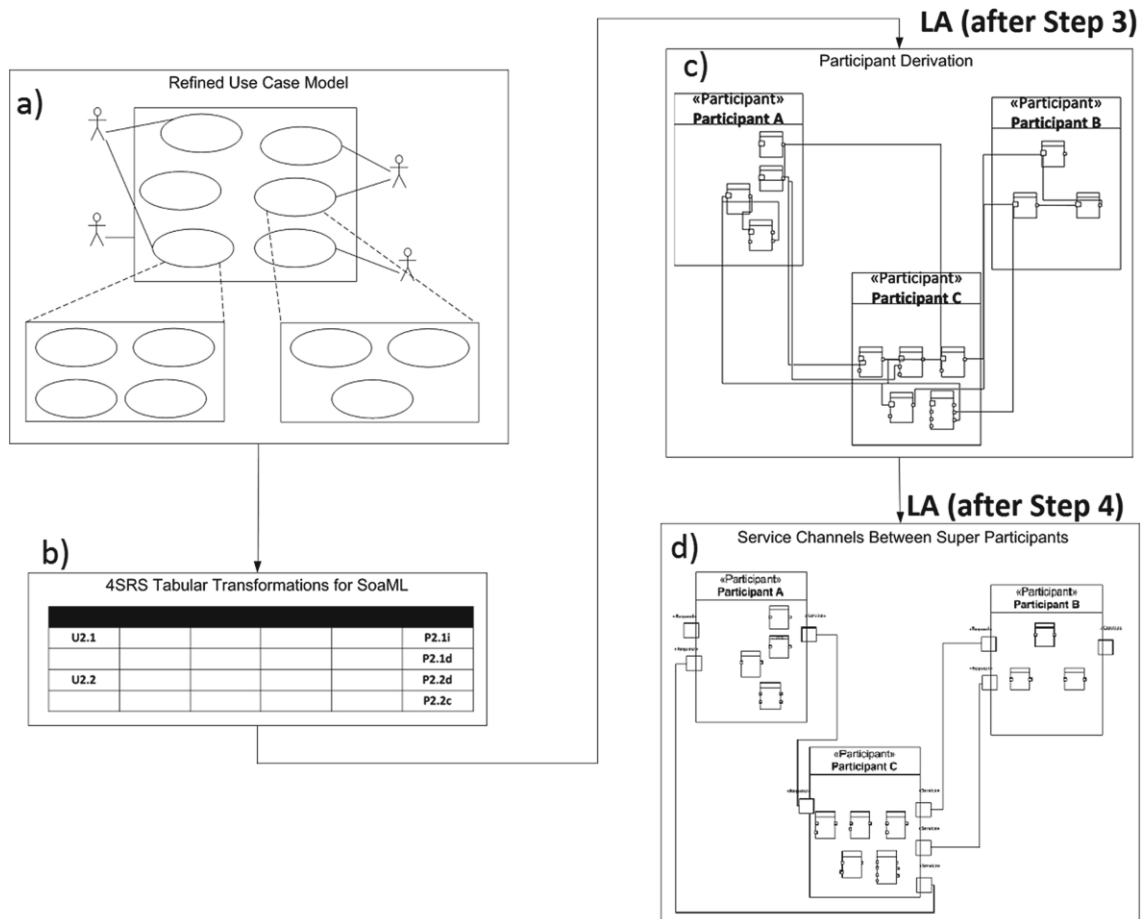 a)
Refined Use Case Model
b)
4SRS Tabular Transformations for SoaML
U2.1 P2.1i
P2.1d
U2.2 P2.2d
P2.2c
LA (after Step 3)
c)
Participant Derivation
«Participant»
Participant A
«Participant»
Participant B
«Participant»
Participant C
LA (after Step 4)
d)
Service Channels Between Super Participants
«Participant»
Participant A
«Participant»
Participant B
«Participant»
Participant C